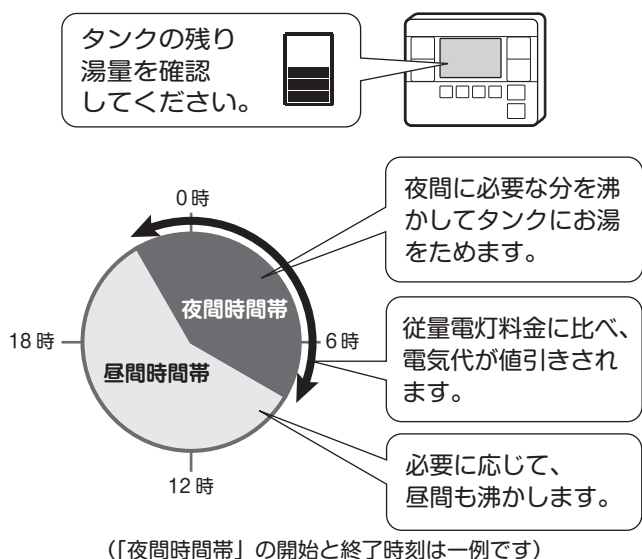 タンクの残り
湯量を確認
してください。
0時
夜間に必要な分を沸
かしてタンクにお湯
をためます。
夜間時間帯
18時
6時
従量電灯料金に比べ、
電気代が値引きされ
ます。
昼間時間帯
12時
必要に応じて、
昼間も沸かします。
（「夜間時間帯」の開始と終了時刻は一例です）